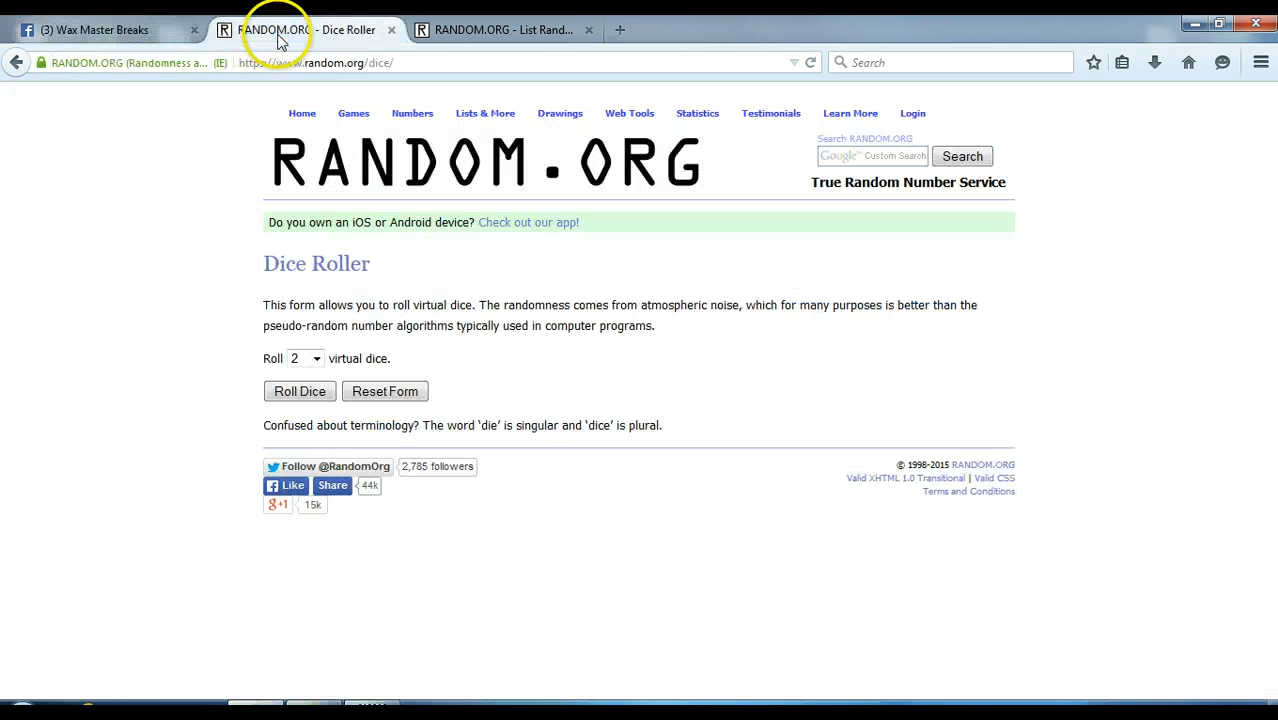 (3) Wax Master Breaks
RANDOM.ORG - Dice Roller
RANDOM.ORG - List Rand...
RANDOM.ORG (Randomness a... (IE)
https://www.random.org/dice/
Search
Home Games Numbers Lists & More Drawings Web Tools Statistics Testimonials Learn More Login
RANDOM.ORG
Search RANDOM.ORG
Google™ Custom Search
Search
True Random Number Service
Do you own an iOS or Android device? Check out our app!
Dice Roller
This form allows you to roll virtual dice. The randomness comes from atmospheric noise, which for many purposes is better than the
pseudo-random number algorithms typically used in computer programs.
Roll 2 virtual dice.
Roll Dice Reset Form
Confused about terminology? The word ‘die’ is singular and ‘dice’ is plural.
Follow @RandomOrg 2,785 followers
Like Share 44k
g+1 15k
© 1998-2015 RANDOM.ORG
Valid XHTML 1.0 Transitional | Valid CSS
Terms and Conditions